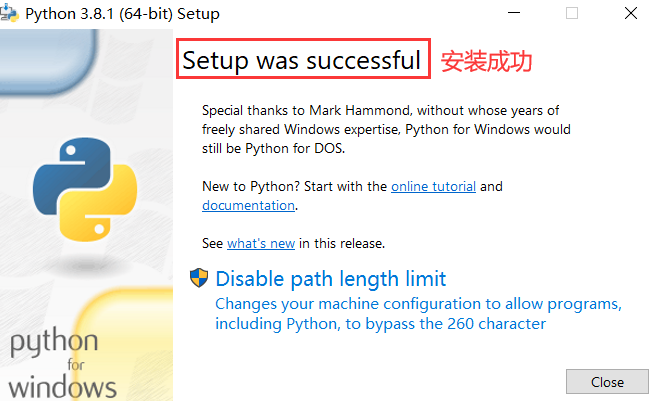 Python 3.8.1 (64-bit) Setup
Setup was successful 安装成功
Special thanks to Mark Hammond, without whose years of
freely shared Windows expertise, Python for Windows would
still be Python for DOS.
New to Python? Start with the online tutorial and
documentation.
See what's new in this release.
Disable path length limit
Changes your machine configuration to allow programs,
including Python, to bypass the 260 character
python
for
windows
Close